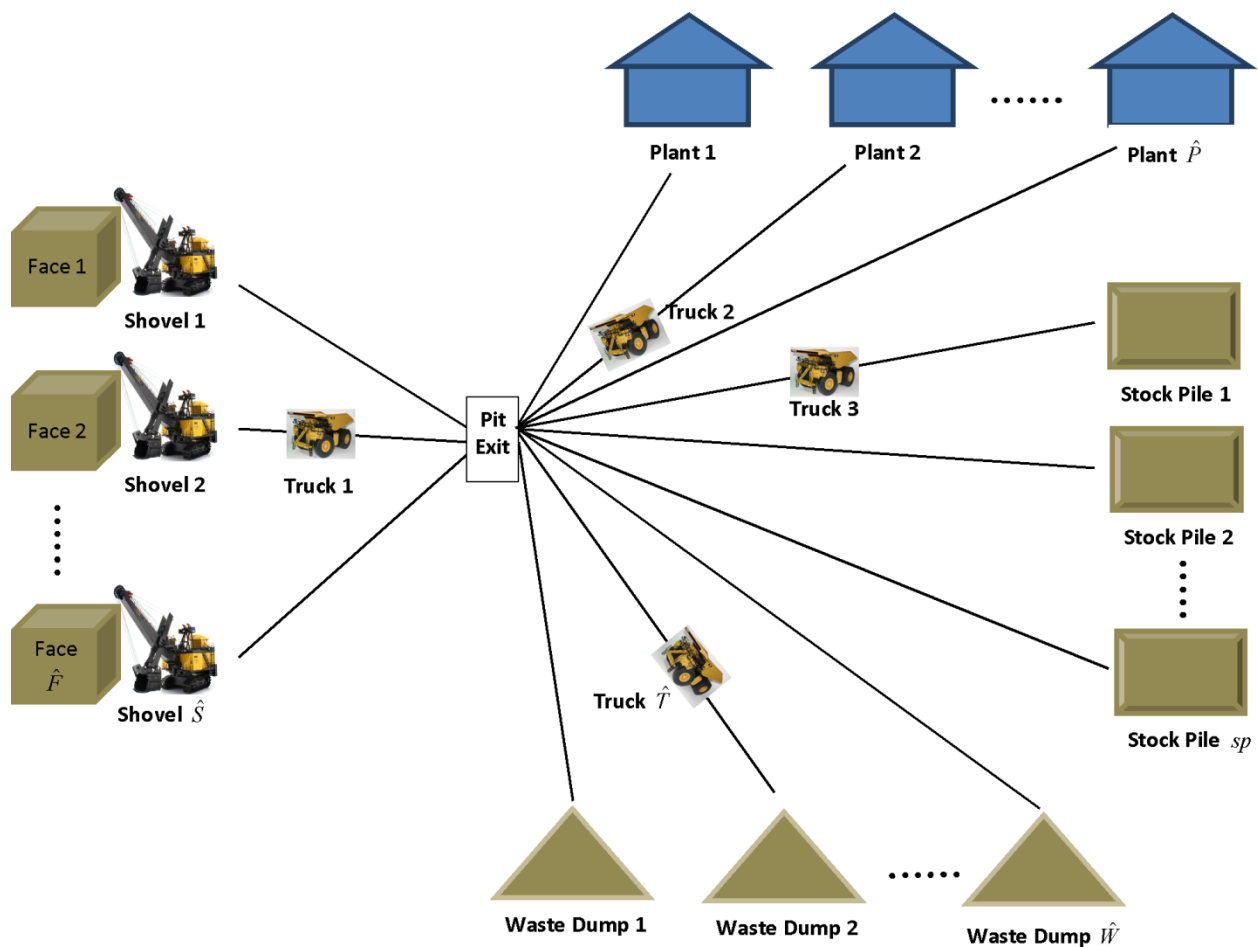 Plant 1
Plant 2
Plant P̂
Face 1
Shovel 1
Truck 2
Truck 3
Stock Pile 1
Face 2
Shovel 2
Truck 1
Pit
Exit
Stock Pile 2
Face
F̂
Shovel Ŝ
Truck T̂
Stock Pile sp
Waste Dump 1
Waste Dump 2
Waste Dump Ŵ